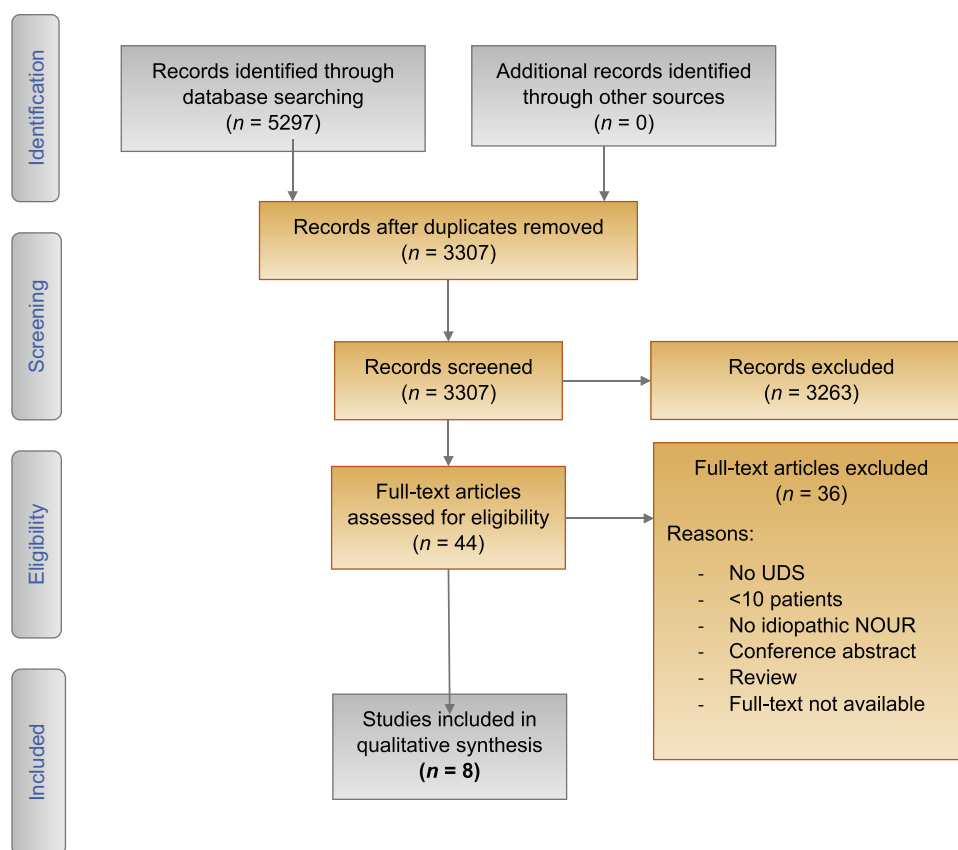 Identification
Records identified through
database searching
(n = 5297)
Additional records identified
through other sources
(n = 0)
Records after duplicates removed
(n = 3307)
Screening
Records screened
(n = 3307)
Records excluded
(n = 3263)
Eligibility
Full-text articles
assessed for eligibility
(n = 44)
Full-text articles excluded
(n = 36)
Reasons:
- No UDS
- <10 patients
- No idiopathic NOUR
- Conference abstract
- Review
- Full-text not available
Included
Studies included in
qualitative synthesis
(n = 8)